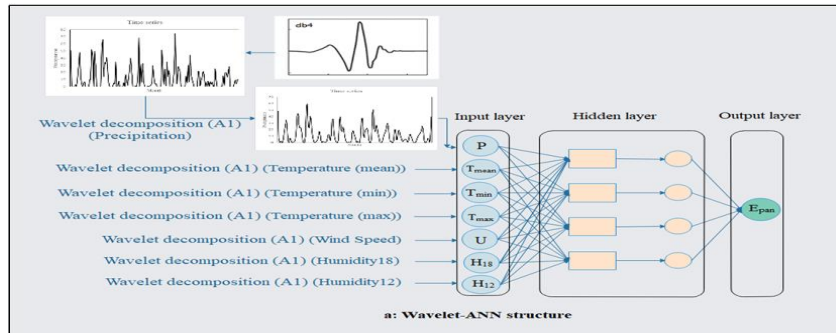 Time series
db4
Time series
Wavelet decomposition (A1)
(Precipitation)
Input layer
Hidden layer
Output layer
P
Wavelet decomposition (A1) (Temperature (mean))
Tmean
Wavelet decomposition (A1) (Temperature (min))
Tmin
Wavelet decomposition (A1) (Temperature (max))
Tmax
Wavelet decomposition (A1) (Wind Speed)
U
Wavelet decomposition (A1) (Humidity18)
H18
Wavelet decomposition (A1) (Humidity12)
H12
Epan
a: Wavelet-ANN structure